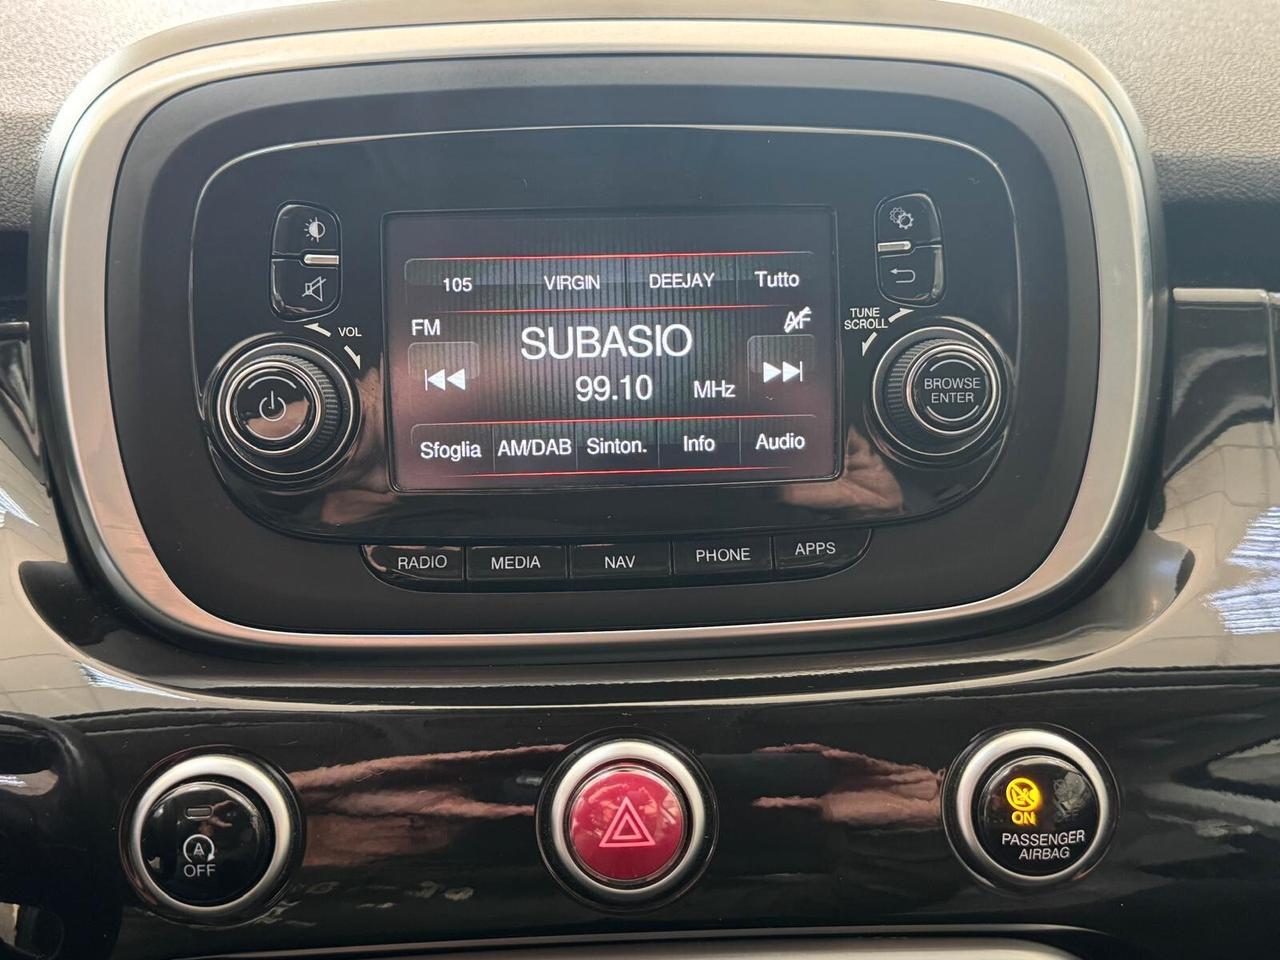 105 VIRGIN DEEJAY Tutto
FM
AF
VOL
TUNE
SCROLL
SUBASIO
99.10 MHz
BROWSE
ENTER
Sfoglia AM/DAB Sinton. Info Audio
RADIO MEDIA NAV PHONE APPS
A
OFF
ON
PASSENGER
AIRBAG